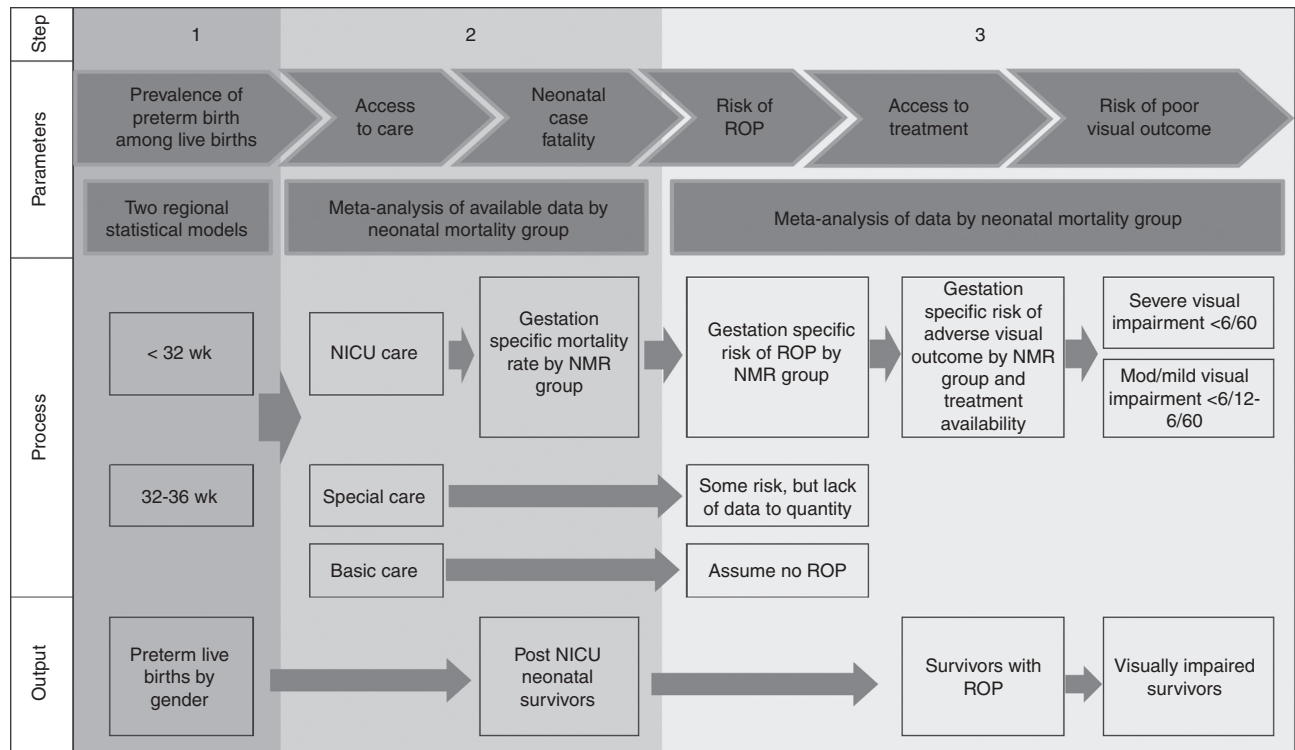 Step
1
2
3
Parameters
Prevalence of
preterm birth
among live births
Access
to care
Neonatal
case
fatality
Risk of
ROP
Access to
treatment
Risk of poor
visual outcome
Two regional
statistical models
Meta-analysis of available data by
neonatal mortality group
Meta-analysis of data by neonatal mortality group
Process
< 32 wk
NICU care
Gestation
specific mortality
rate by NMR
group
Gestation specific
risk of ROP by
NMR group
Gestation
specific risk of
adverse visual
outcome by NMR
group and
treatment
availability
Severe visual
impairment <6/60
Mod/mild visual
impairment <6/12-
6/60
32-36 wk
Special care
Some risk, but lack
of data to quantity
Basic care
Assume no ROP
Output
Preterm live
births by
gender
Post NICU
neonatal
survivors
Survivors with
ROP
Visually impaired
survivors